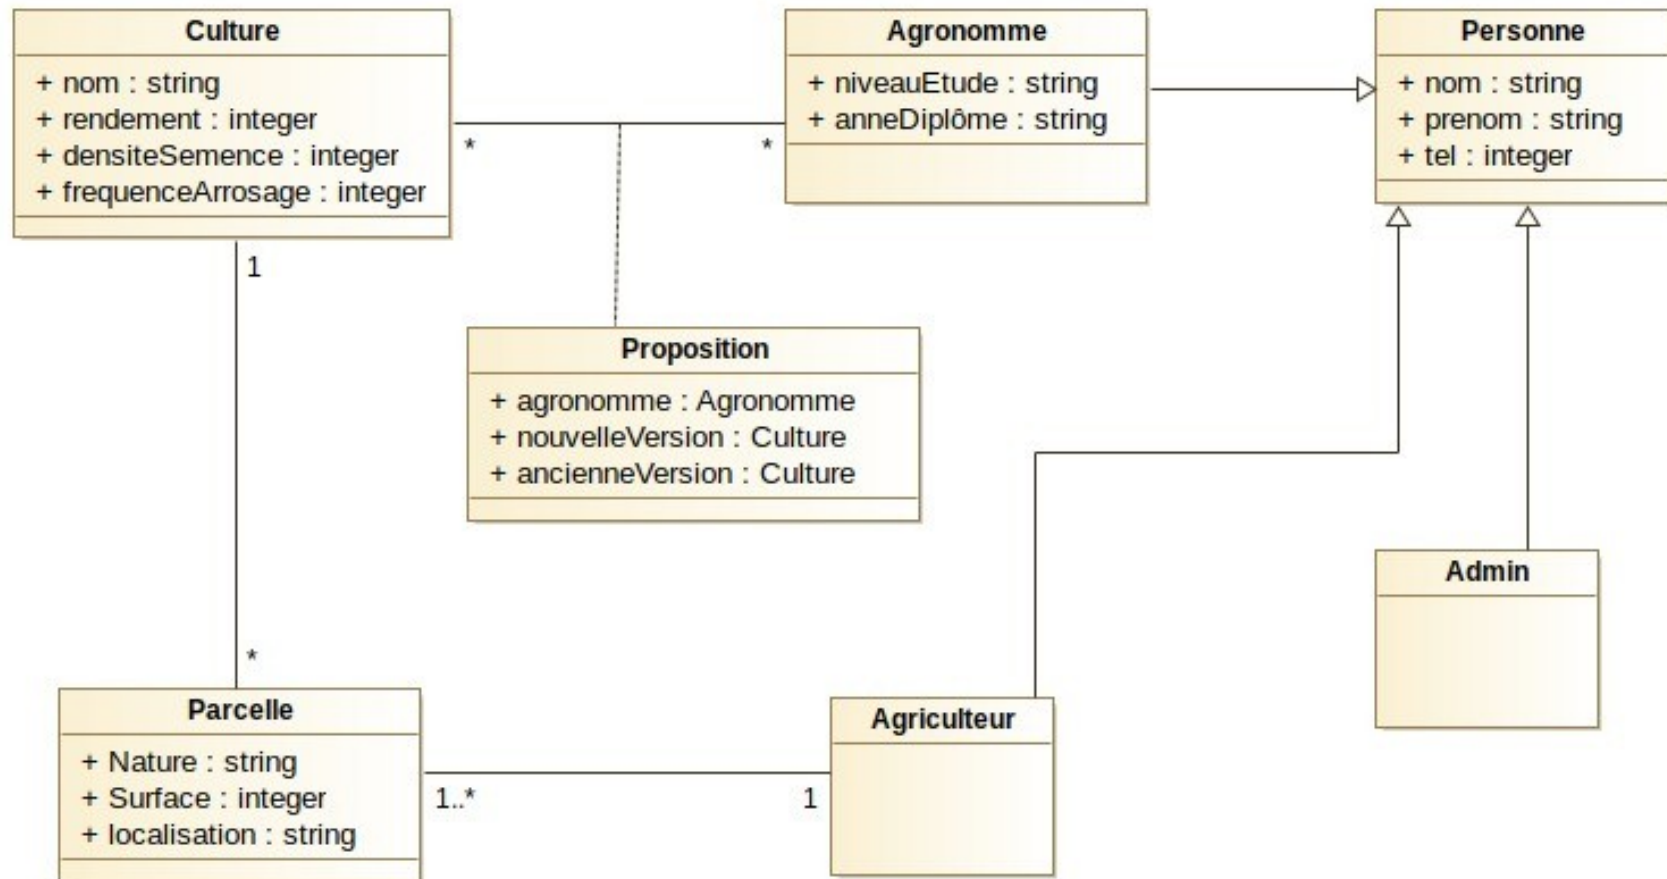 Culture
+ nom : string
+ rendement : integer
+ densiteSemence : integer
+ frequenceArrosage : integer
Agronomme
+ niveauEtude : string
+ anneDiplôme : string
Personne
+ nom : string
+ prenom : string
+ tel : integer
*
*
1
Proposition
+ agronomme : Agronomme
+ nouvelleVersion : Culture
+ ancienneVersion : Culture
Admin
*
Parcelle
+ Nature : string
+ Surface : integer
+ localisation : string
1..*
1
Agriculteur